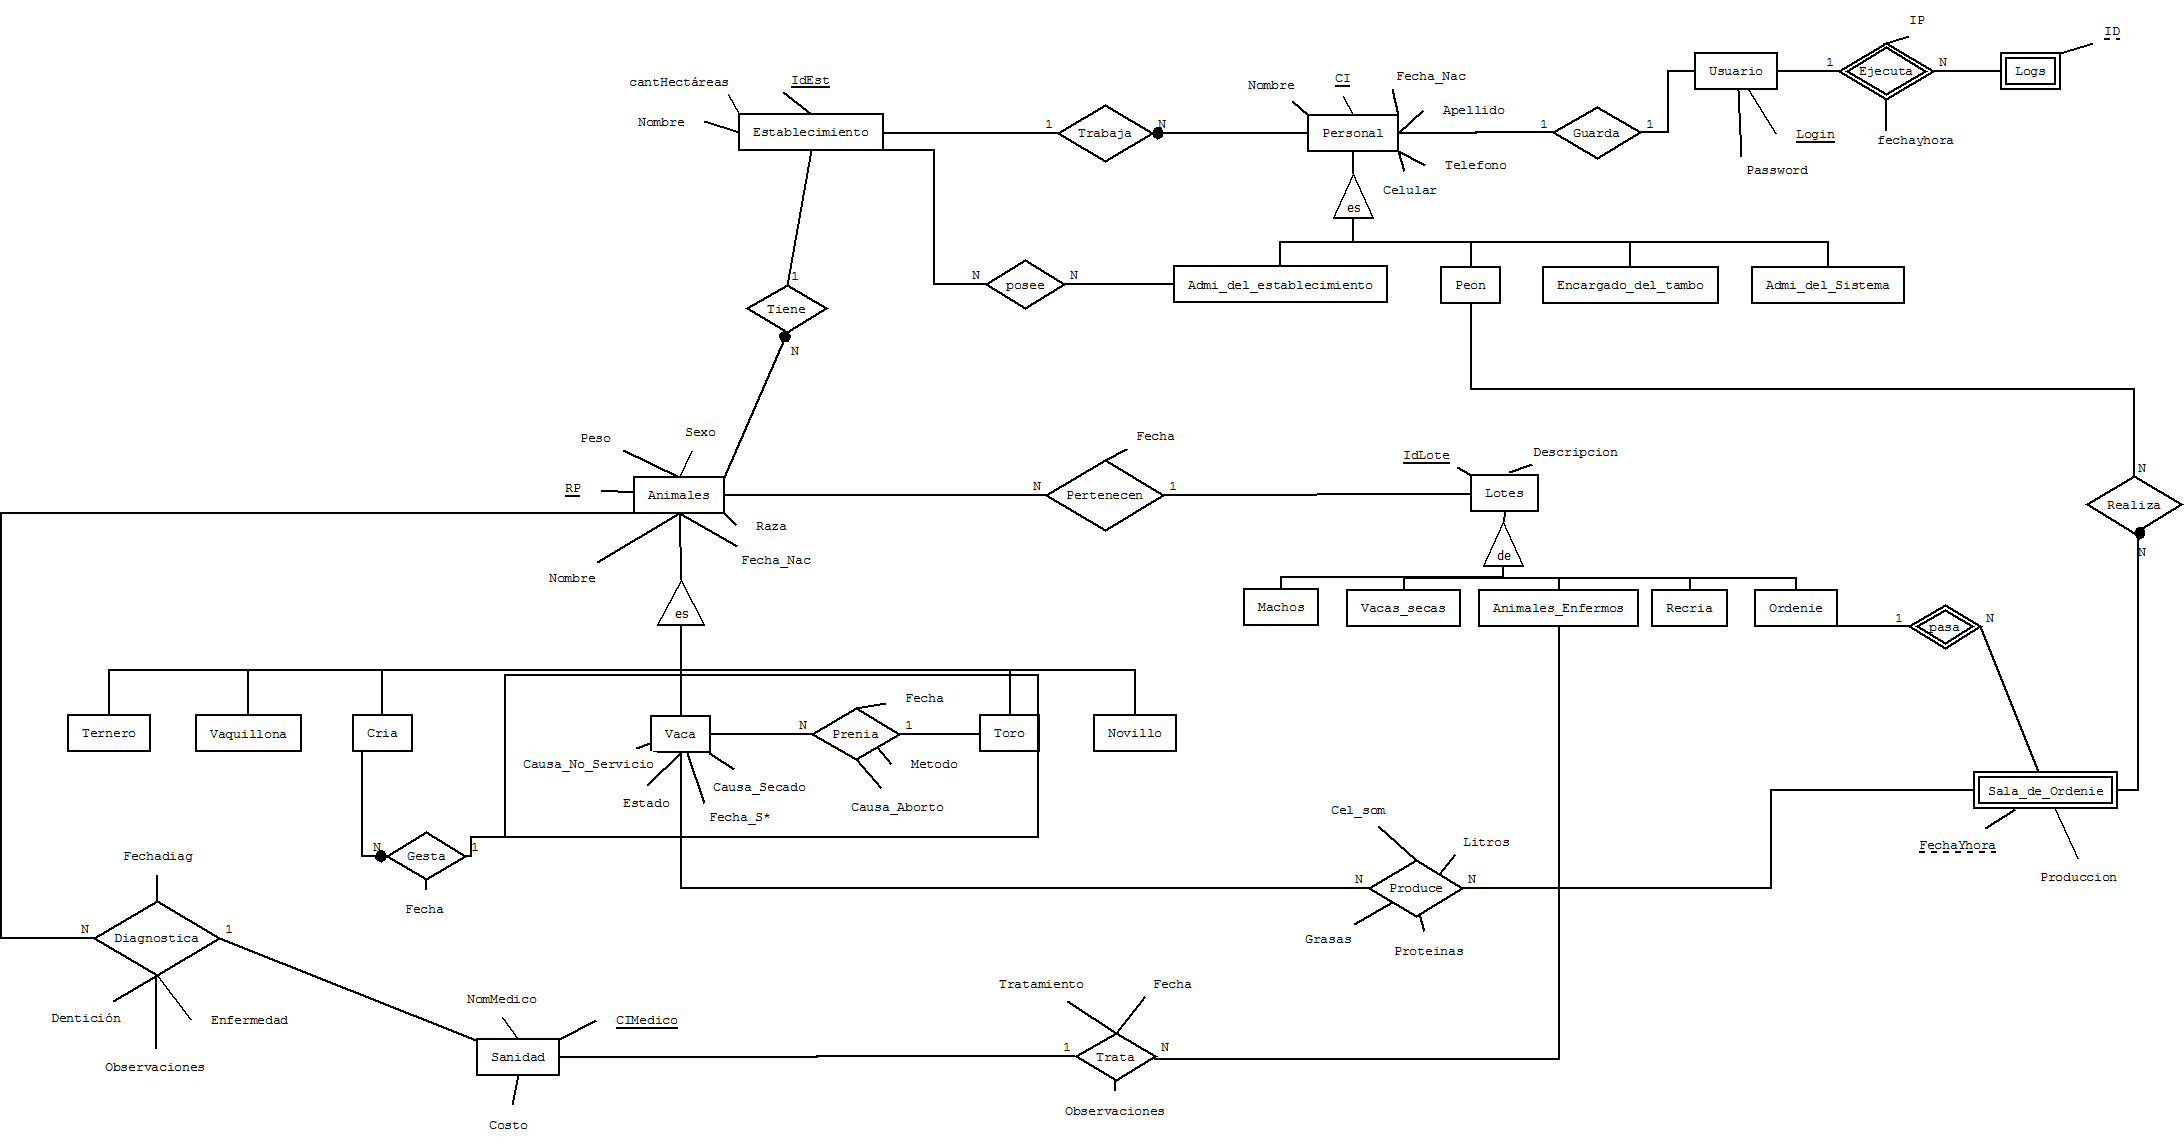 IP
ID
Usuario
1
Ejecuta
N
Logs
cantHectáreas
IdEst
Nombre
CI
Fecha_Nac
Apellido
Nombre
Establecimiento
1
Trabaja
N
Personal
1
Guarda
1
Login
fechayhora
Telefono
Password
Celular
es
1
N
posee
N
Admi_del_establecimiento
Peon
Encargado_del_tambo
Admi_del_Sistema
Tiene
N
Peso
Sexo
Fecha
IdLote
Descripcion
N
RP
Animales
N
Pertenecen
1
Lotes
Realiza
Raza
N
Fecha_Nac
de
Nombre
es
Machos
Vacas_secas
Animales_Enfermos
Recria
Ordenie
1
pasa
N
Fecha
Ternero
Vaquillona
Cria
Vaca
N
Prenia
1
Toro
Novillo
Causa_No_Servicio
Metodo
Causa_Secado
Estado
Causa_Aborto
Fecha_S*
Sala_de_Ordenie
Cel_som
Litros
FechaYhora
N
Gesta
1
Fechadiag
Produccion
N
Produce
N
Fecha
N
Diagnostica
1
Grasas
Proteinas
Tratamiento
Fecha
NomMedico
Dentición
Enfermedad
CIMedico
Sanidad
1
Trata
N
Observaciones
Observaciones
Costo